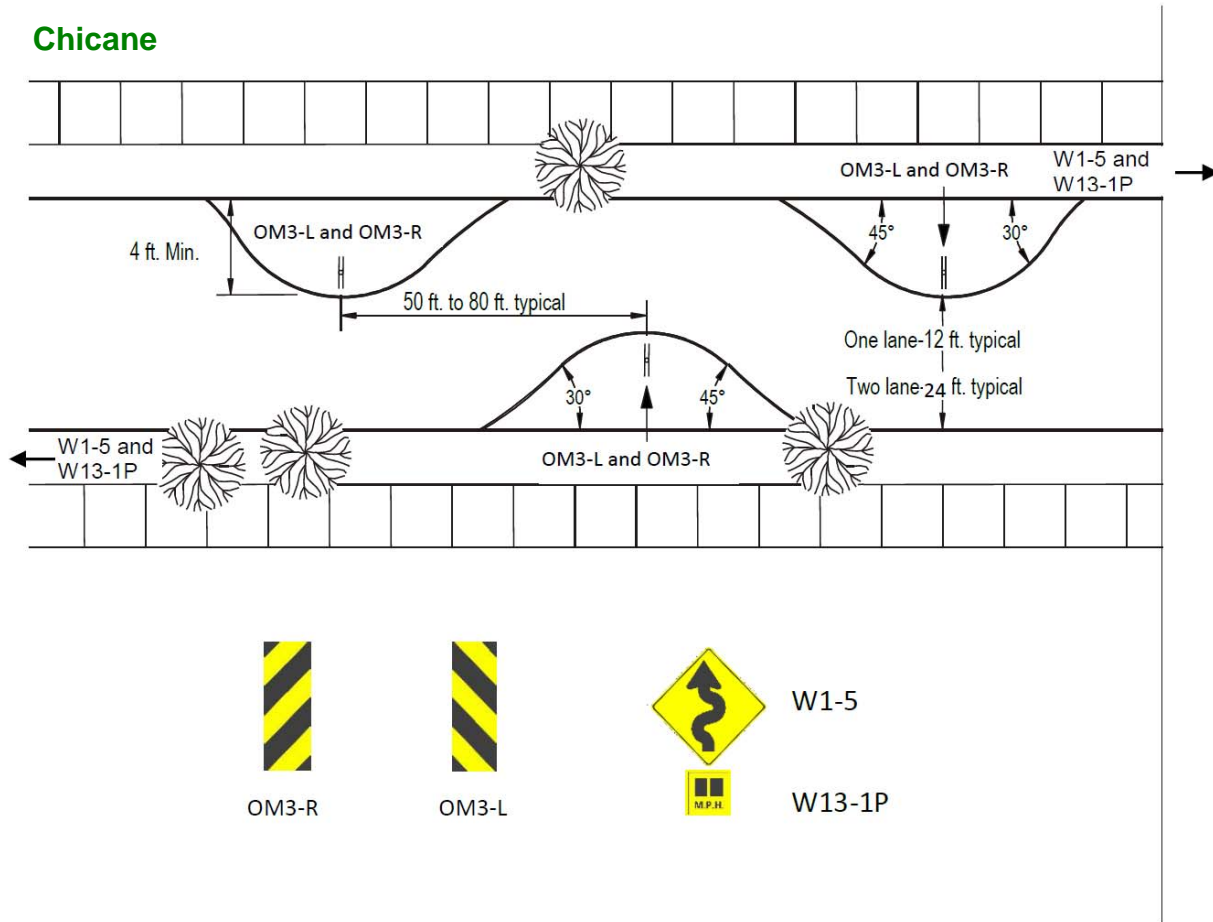 Chicane
OM3-L and OM3-R
W1-5 and
W13-1P
OM3-L and OM3-R
4 ft. Min.
45°
30°
50 ft. to 80 ft. typical
One lane-12 ft. typical
Two lane-24 ft. typical
30°
45°
W1-5 and
W13-1P
OM3-L and OM3-R
W1-5
M.P.H.
W13-1P
OM3-R
OM3-L